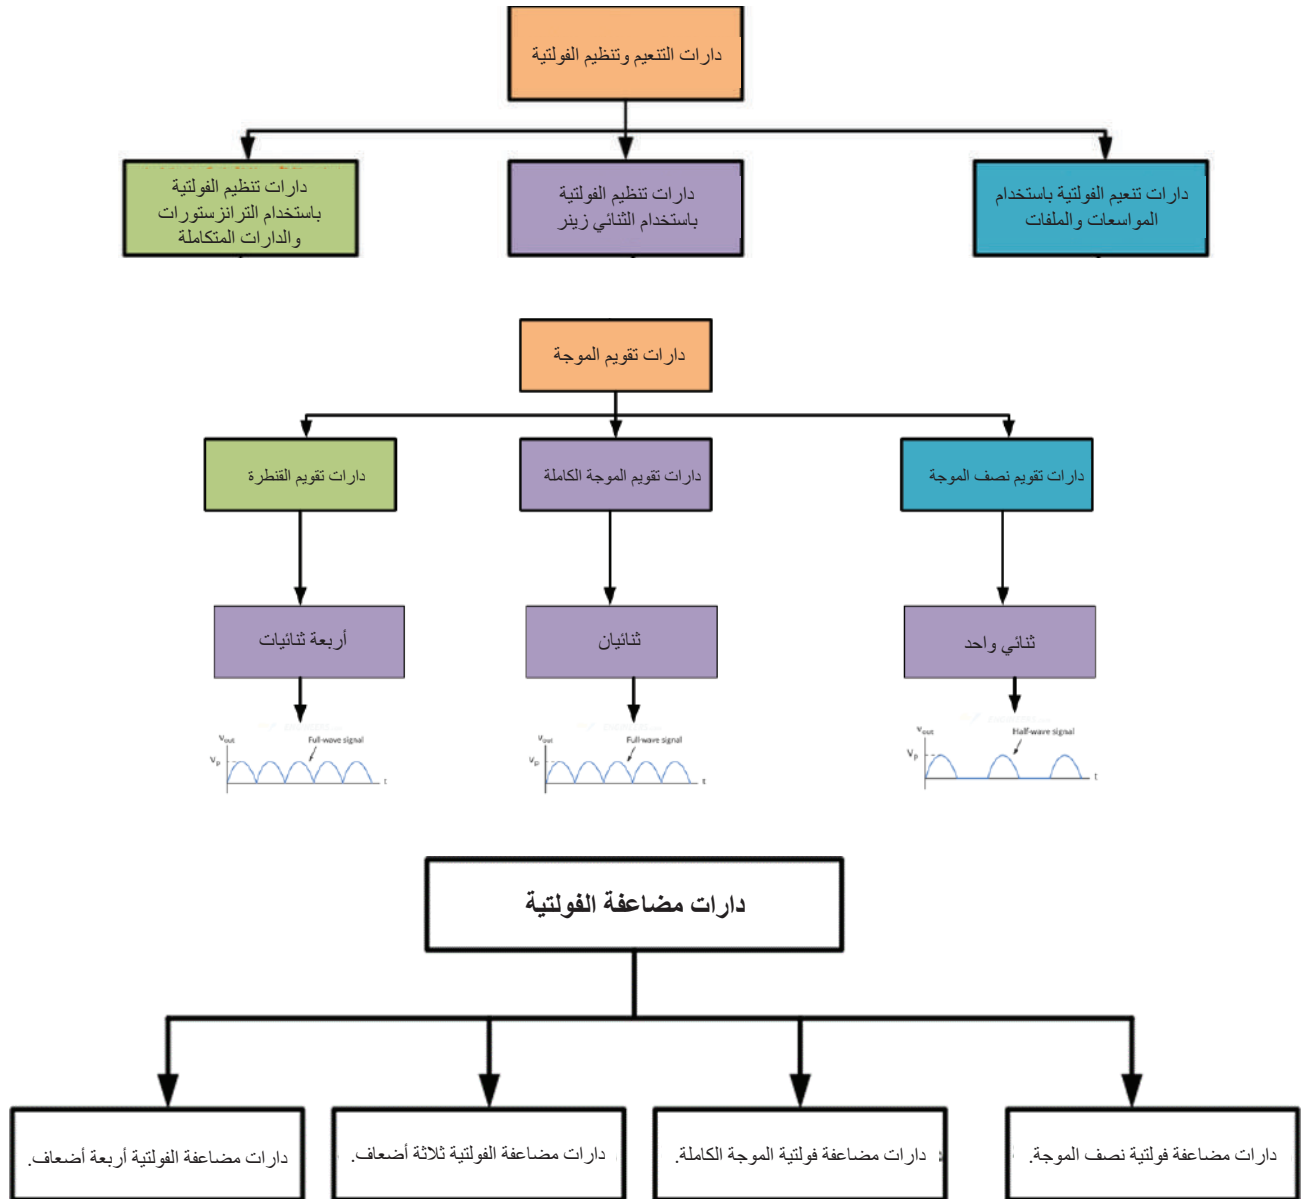 دارات التنعيم وتنظيم الفولتية
دارات تنعيم الفولتية باستخدام
المواسعات والملفات
دارات تنظيم الفولتية
باستخدام الثنائي زينر
دارات تنظيم الفولتية
باستخدام الترانزستورات
والدارات المتكاملة
دارات تقويم الموجة
دارات تقويم نصف الموجة
دارات تقويم الموجة الكاملة
دارات تقويم القنطرة
ثنائي واحد
ثنائيان
أربعة ثنائيات
Vout
Half-wave signal
Vp
t
Vout
Full-wave signal
Vp
t
Vout
Full-wave signal
Vp
t
دارات مضاعفة الفولتية
دارات مضاعفة فولتية نصف الموجة.
دارات مضاعفة فولتية الموجة الكاملة.
دارات مضاعفة الفولتية ثلاثة أضعاف.
دارات مضاعفة الفولتية أربعة أضعاف.